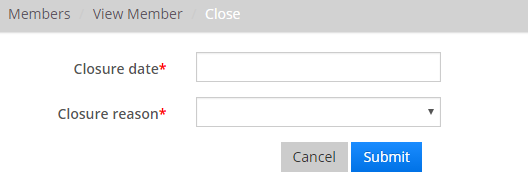 Members / View Member / Close
Closure date*
Closure reason*
Cancel Submit